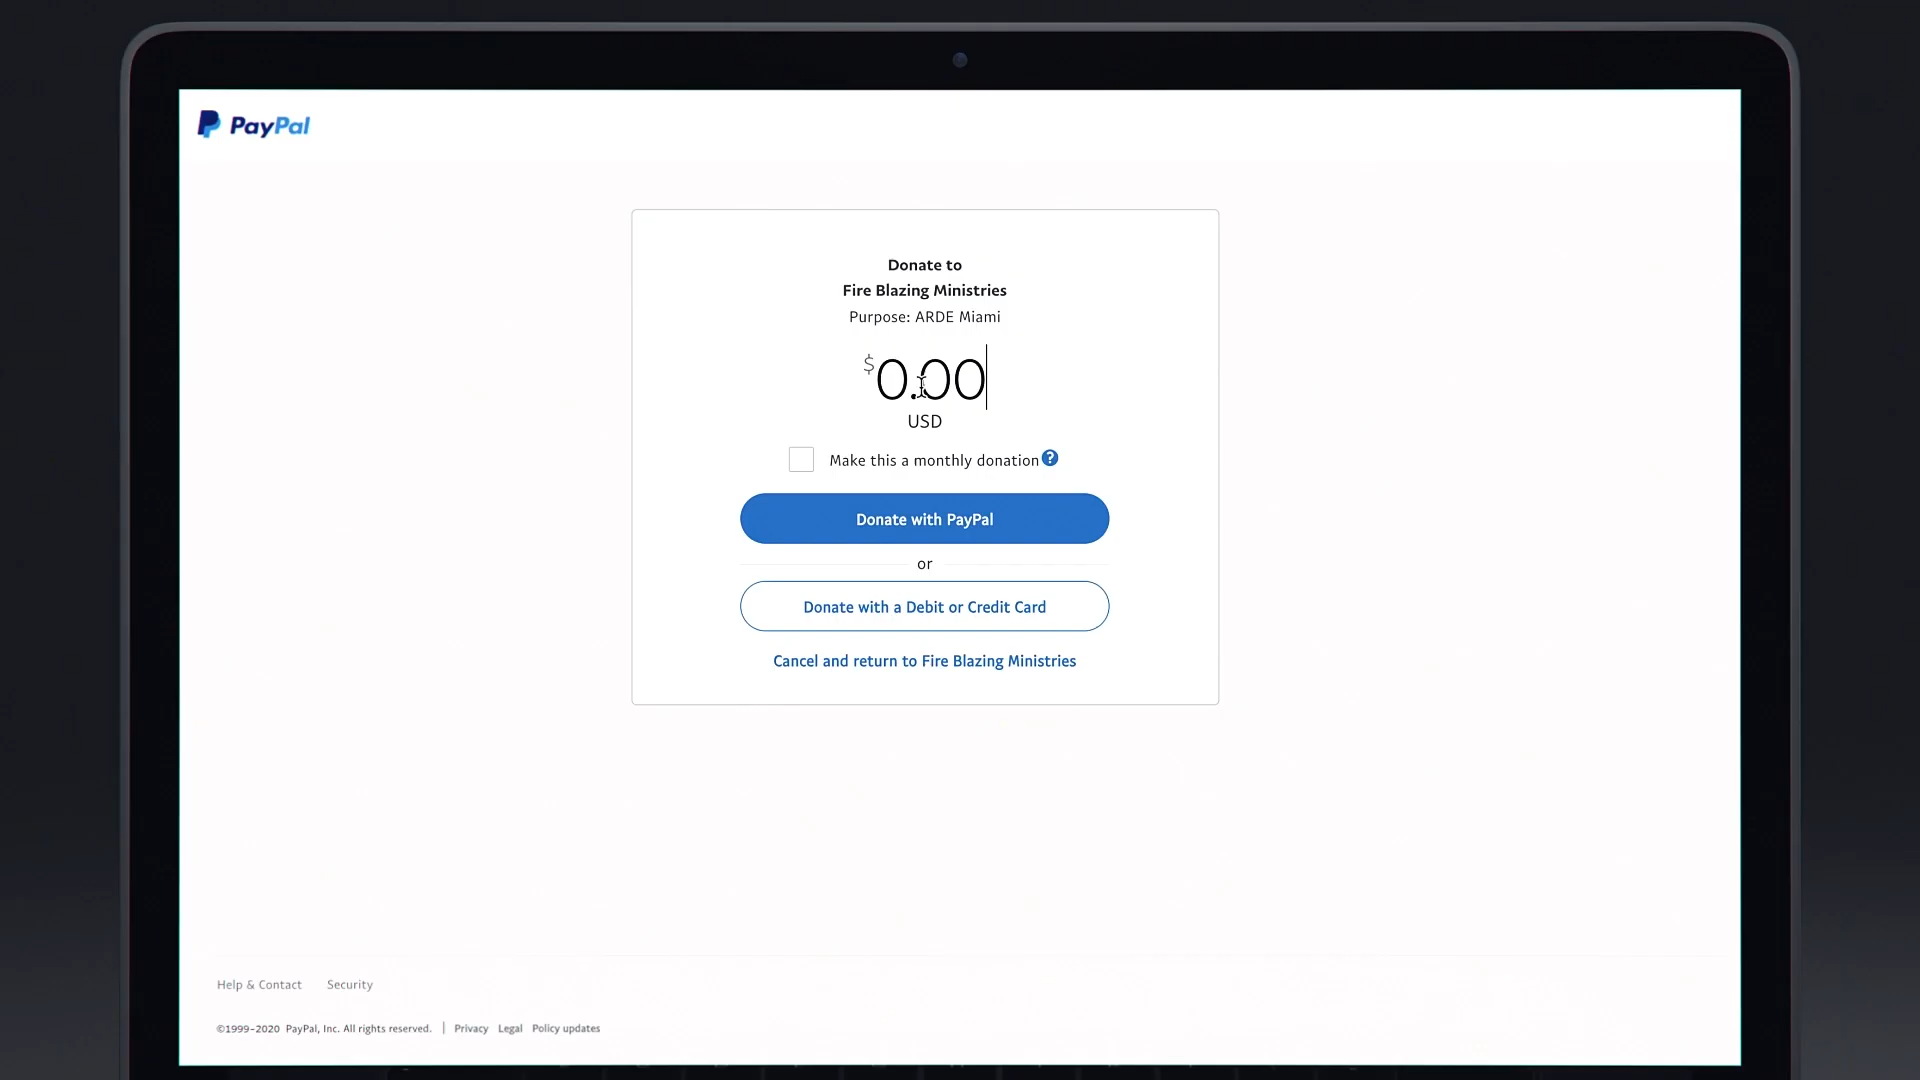 PayPal
Donate to
Fire Blazing Ministries
Purpose: ARDE Miami
$0.00
USD
Make this a monthly donation ?
Donate with PayPal
or
Donate with a Debit or Credit Card
Cancel and return to Fire Blazing Ministries
Help & Contact Security
©1999-2020 PayPal, Inc. All rights reserved. | Privacy Legal Policy updates